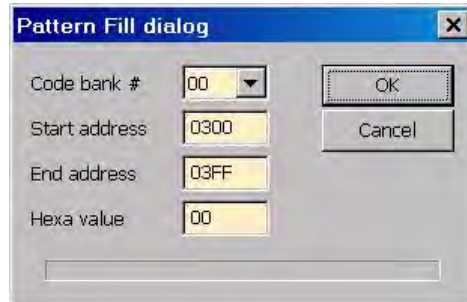 Pattern Fill dialog
Code bank # 00 OK
Start address 0300 Cancel
End address 03FF
Hexa value 00